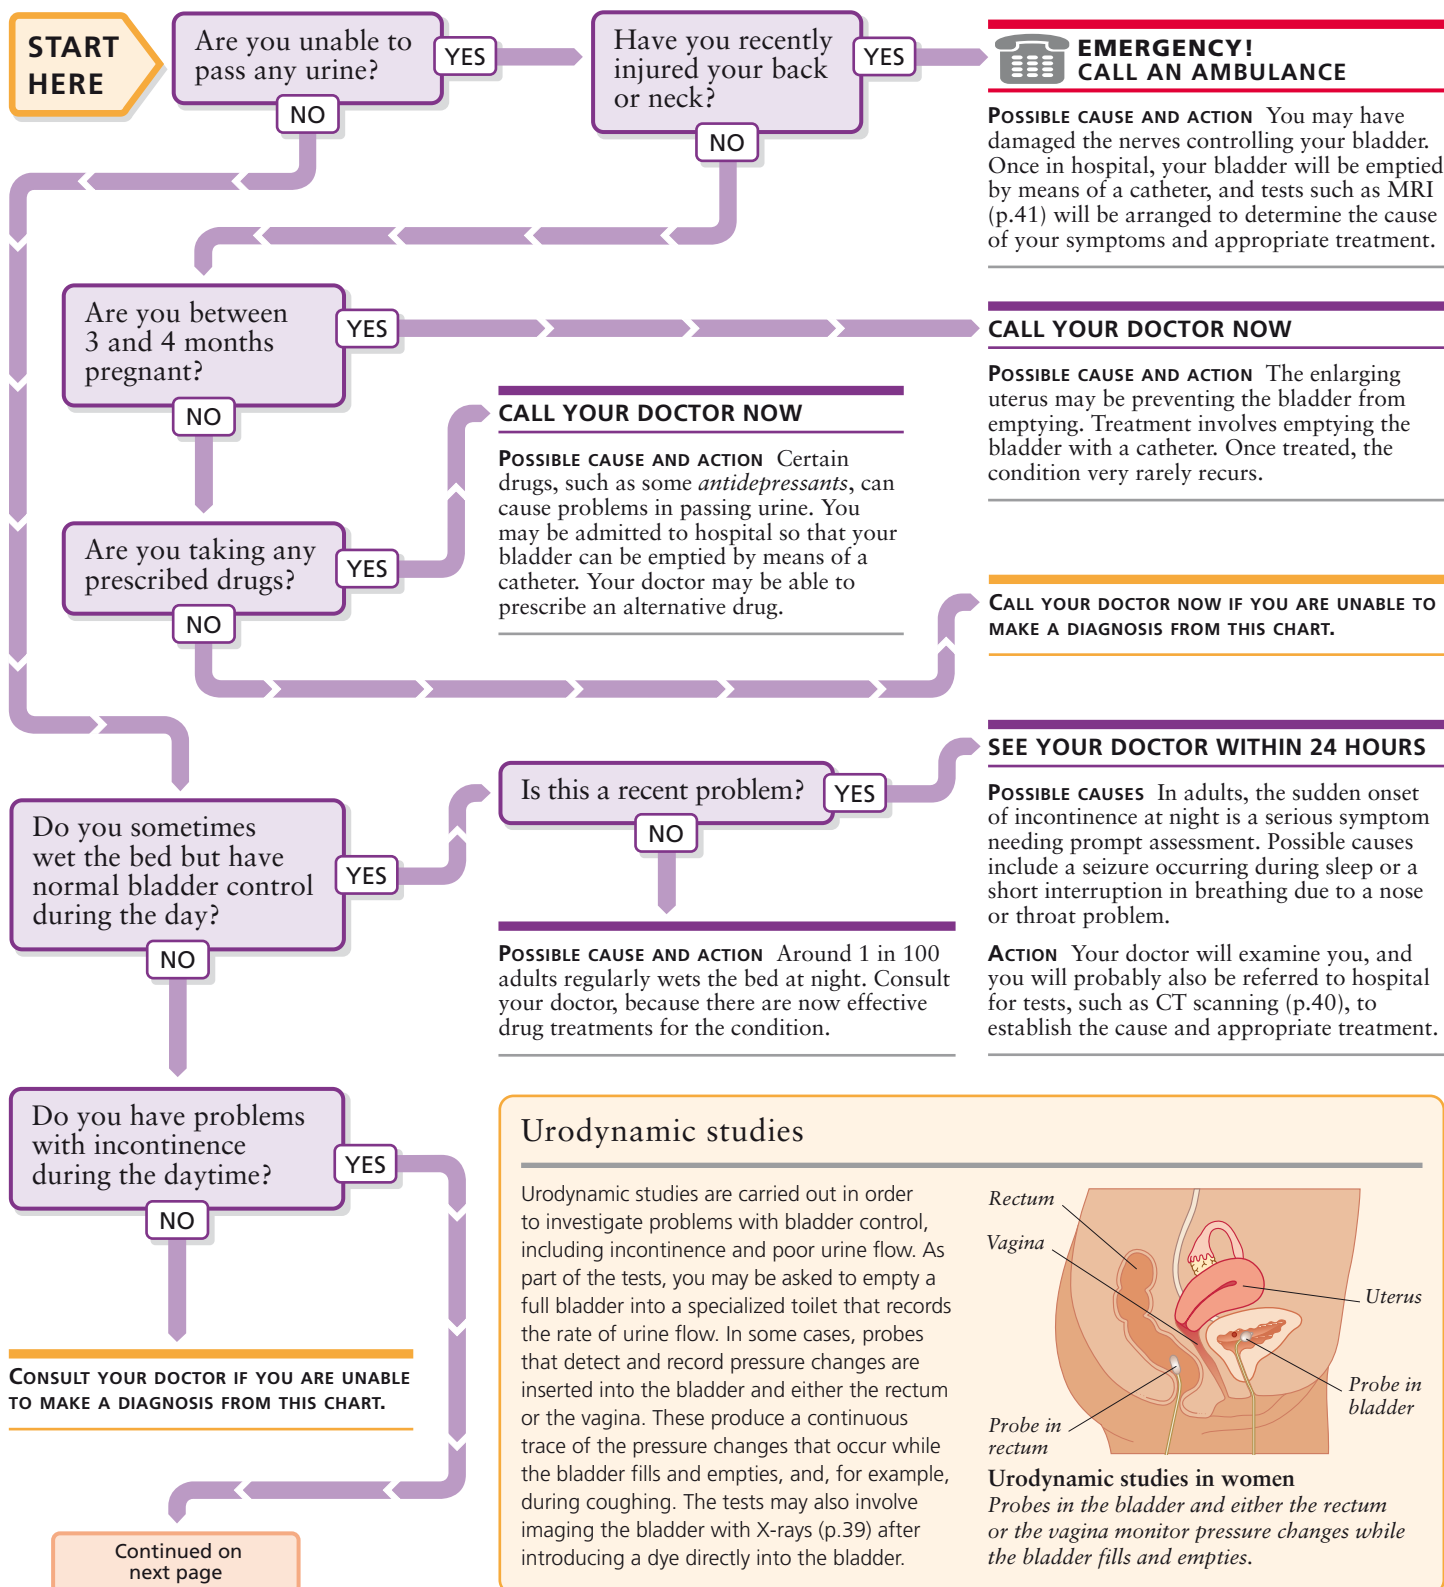 START
HERE
Are you unable to
pass any urine?
YES
NO
Have you recently
injured your back
or neck?
YES
NO
EMERGENCY!
CALL AN AMBULANCE
POSSIBLE CAUSE AND ACTION You may have
damaged the nerves controlling your bladder.
Once in hospital, your bladder will be emptied
by means of a catheter, and tests such as MRI
(p.41) will be arranged to determine the cause
of your symptoms and appropriate treatment.
Are you between
3 and 4 months
pregnant?
YES
NO
CALL YOUR DOCTOR NOW
POSSIBLE CAUSE AND ACTION The enlarging
uterus may be preventing the bladder from
emptying. Treatment involves emptying the
bladder with a catheter. Once treated, the
condition very rarely recurs.
Are you taking any
prescribed drugs?
YES
NO
CALL YOUR DOCTOR NOW
POSSIBLE CAUSE AND ACTION Certain
drugs, such as some antidepressants, can
cause problems in passing urine. You
may be admitted to hospital so that your
bladder can be emptied by means of a
catheter. Your doctor may be able to
prescribe an alternative drug.
CALL YOUR DOCTOR NOW IF YOU ARE UNABLE TO
MAKE A DIAGNOSIS FROM THIS CHART.
Do you sometimes
wet the bed but have
normal bladder control
during the day?
YES
NO
Is this a recent problem?
YES
NO
SEE YOUR DOCTOR WITHIN 24 HOURS
POSSIBLE CAUSES In adults, the sudden onset
of incontinence at night is a serious symptom
needing prompt assessment. Possible causes
include a seizure occurring during sleep or a
short interruption in breathing due to a nose
or throat problem.
ACTION Your doctor will examine you, and
you will probably also be referred to hospital
for tests, such as CT scanning (p.40), to
establish the cause and appropriate treatment.
POSSIBLE CAUSE AND ACTION Around 1 in 100
adults regularly wets the bed at night. Consult
your doctor, because there are now effective
drug treatments for the condition.
Do you have problems
with incontinence
during the daytime?
YES
NO
CONSULT YOUR DOCTOR IF YOU ARE UNABLE
TO MAKE A DIAGNOSIS FROM THIS CHART.
Continued on
next page
Urodynamic studies
Urodynamic studies are carried out in order
to investigate problems with bladder control,
including incontinence and poor urine flow. As
part of the tests, you may be asked to empty a
full bladder into a specialized toilet that records
the rate of urine flow. In some cases, probes
that detect and record pressure changes are
inserted into the bladder and either the rectum
or the vagina. These produce a continuous
trace of the pressure changes that occur while
the bladder fills and empties, and, for example,
during coughing. The tests may also involve
imaging the bladder with X-rays (p.39) after
introducing a dye directly into the bladder.
Rectum
Vagina
Uterus
Probe in
bladder
Probe in
rectum
Urodynamic studies in women
Probes in the bladder and either the rectum
or the vagina monitor pressure changes while
the bladder fills and empties.